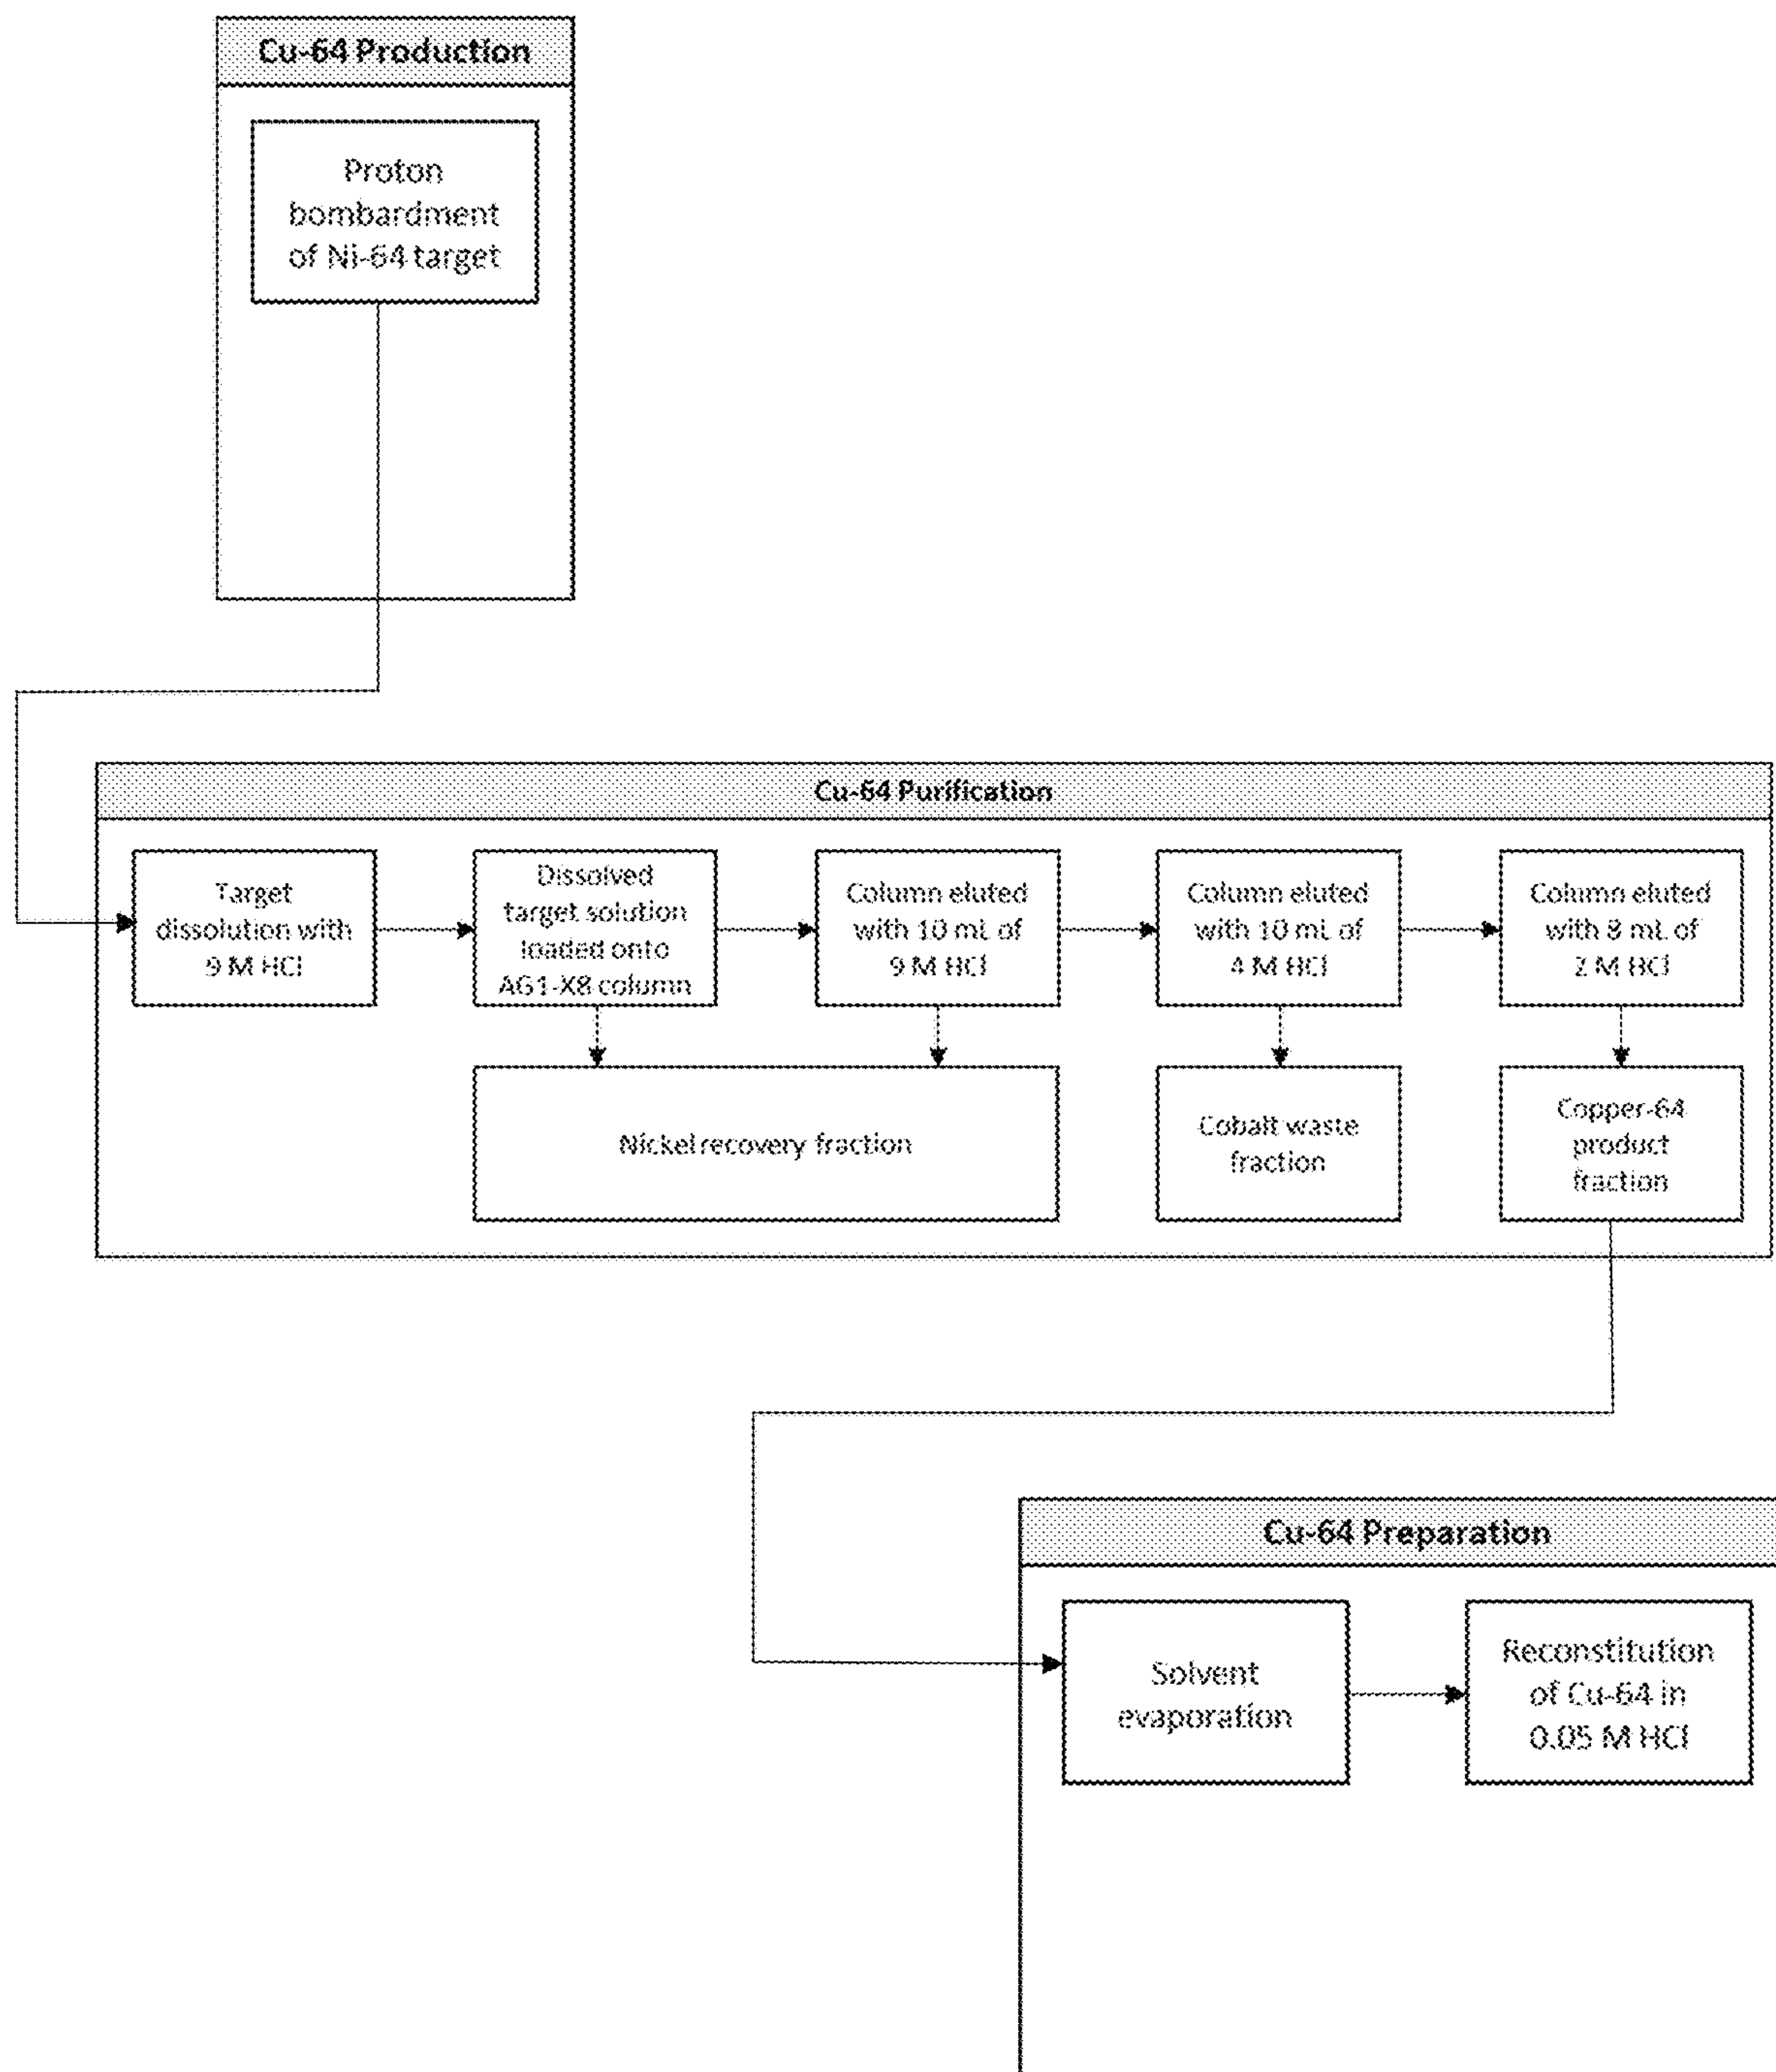 Cu-64 Production
Proton
bombardment
of Ni-64 target
Cu-64 Purification
Target
dissolution with
9 M HCl
Dissolved
target solution
loaded onto
AG1-X8 column
Column eluted
with 10 mL of
9 M HCl
Column eluted
with 10 mL of
4 M HCl
Column eluted
with 8 mL of
2 M HCl
Nickel recovery fraction
Cobalt waste
fraction
Copper-64
product
fraction
Cu-64 Preparation
Solvent
evaporation
Reconstitution
of Cu-64 in
0.05 M HCl